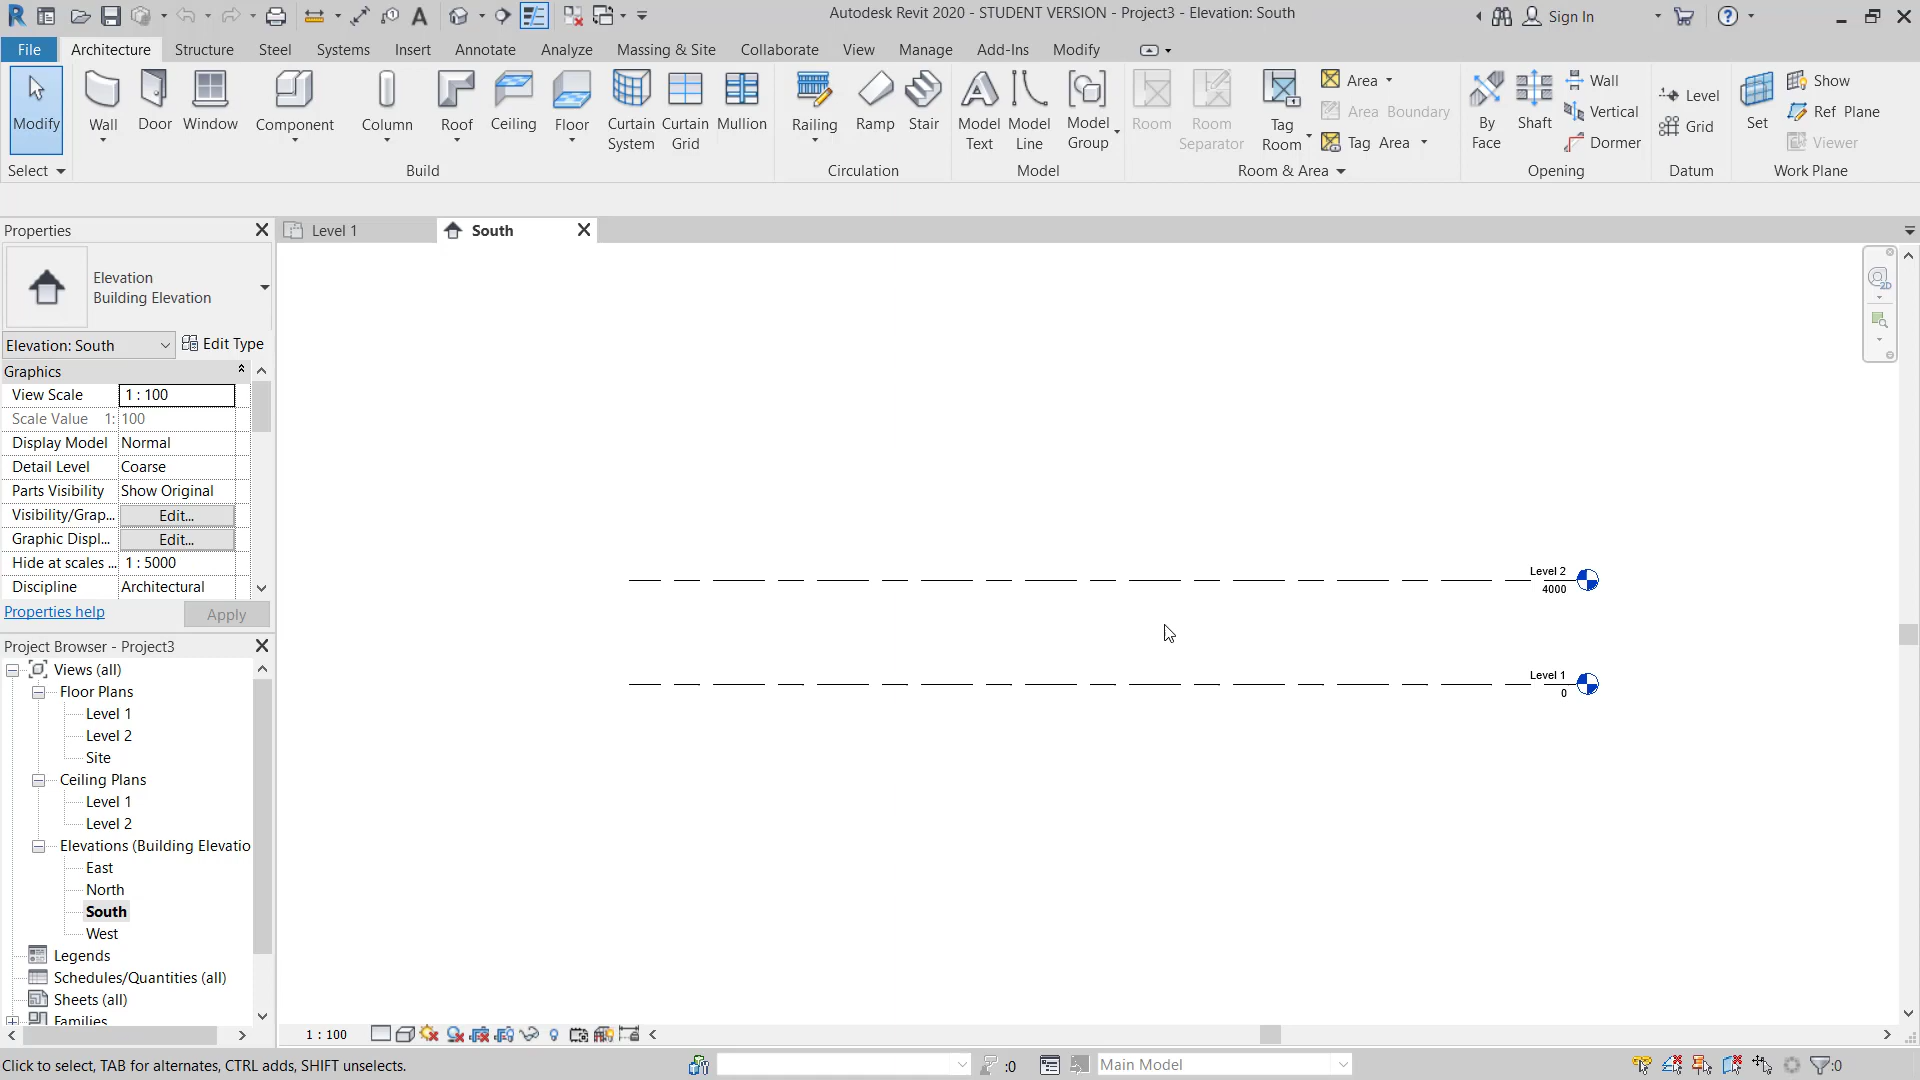 Autodesk Revit 2020 - STUDENT VERSION - Project3 - Elevation: South
Sign In
File Architecture Structure Steel Systems Insert Annotate Analyze Massing & Site Collaborate View Manage Add-Ins Modify
Modify
Wall
Door
Window
Component
Column
Roof
Ceiling
Floor
Curtain System
Curtain Grid
Mullion
Railing
Ramp
Stair
Model Text
Model Line
Model Group
Room
Room Separator
Tag Room
Area
Area Boundary
Tag Area
By Face
Shaft
Wall
Vertical
Dormer
Level
Grid
Set
Show
Ref Plane
Viewer
Select
Build
Circulation
Model
Room & Area
Opening
Datum
Work Plane
Properties
Level 1
South
Elevation
Building Elevation
Elevation: South
Edit Type
Graphics
View Scale 1 : 100
Scale Value 1: 100
Display Model Normal
Detail Level Coarse
Parts Visibility Show Original
Visibility/Grap... Edit...
Graphic Displ... Edit...
Hide at scales ... 1 : 5000
Discipline Architectural
Properties help
Apply
Project Browser - Project3
Views (all)
Floor Plans
Level 1
Level 2
Site
Ceiling Plans
Level 1
Level 2
Elevations (Building Elevatio
East
North
South
West
Legends
Schedules/Quantities (all)
Sheets (all)
Families
2D
Level 2
4000
Level 1
0
1 : 100
Click to select, TAB for alternates, CTRL adds, SHIFT unselects.
:0
Main Model
:0